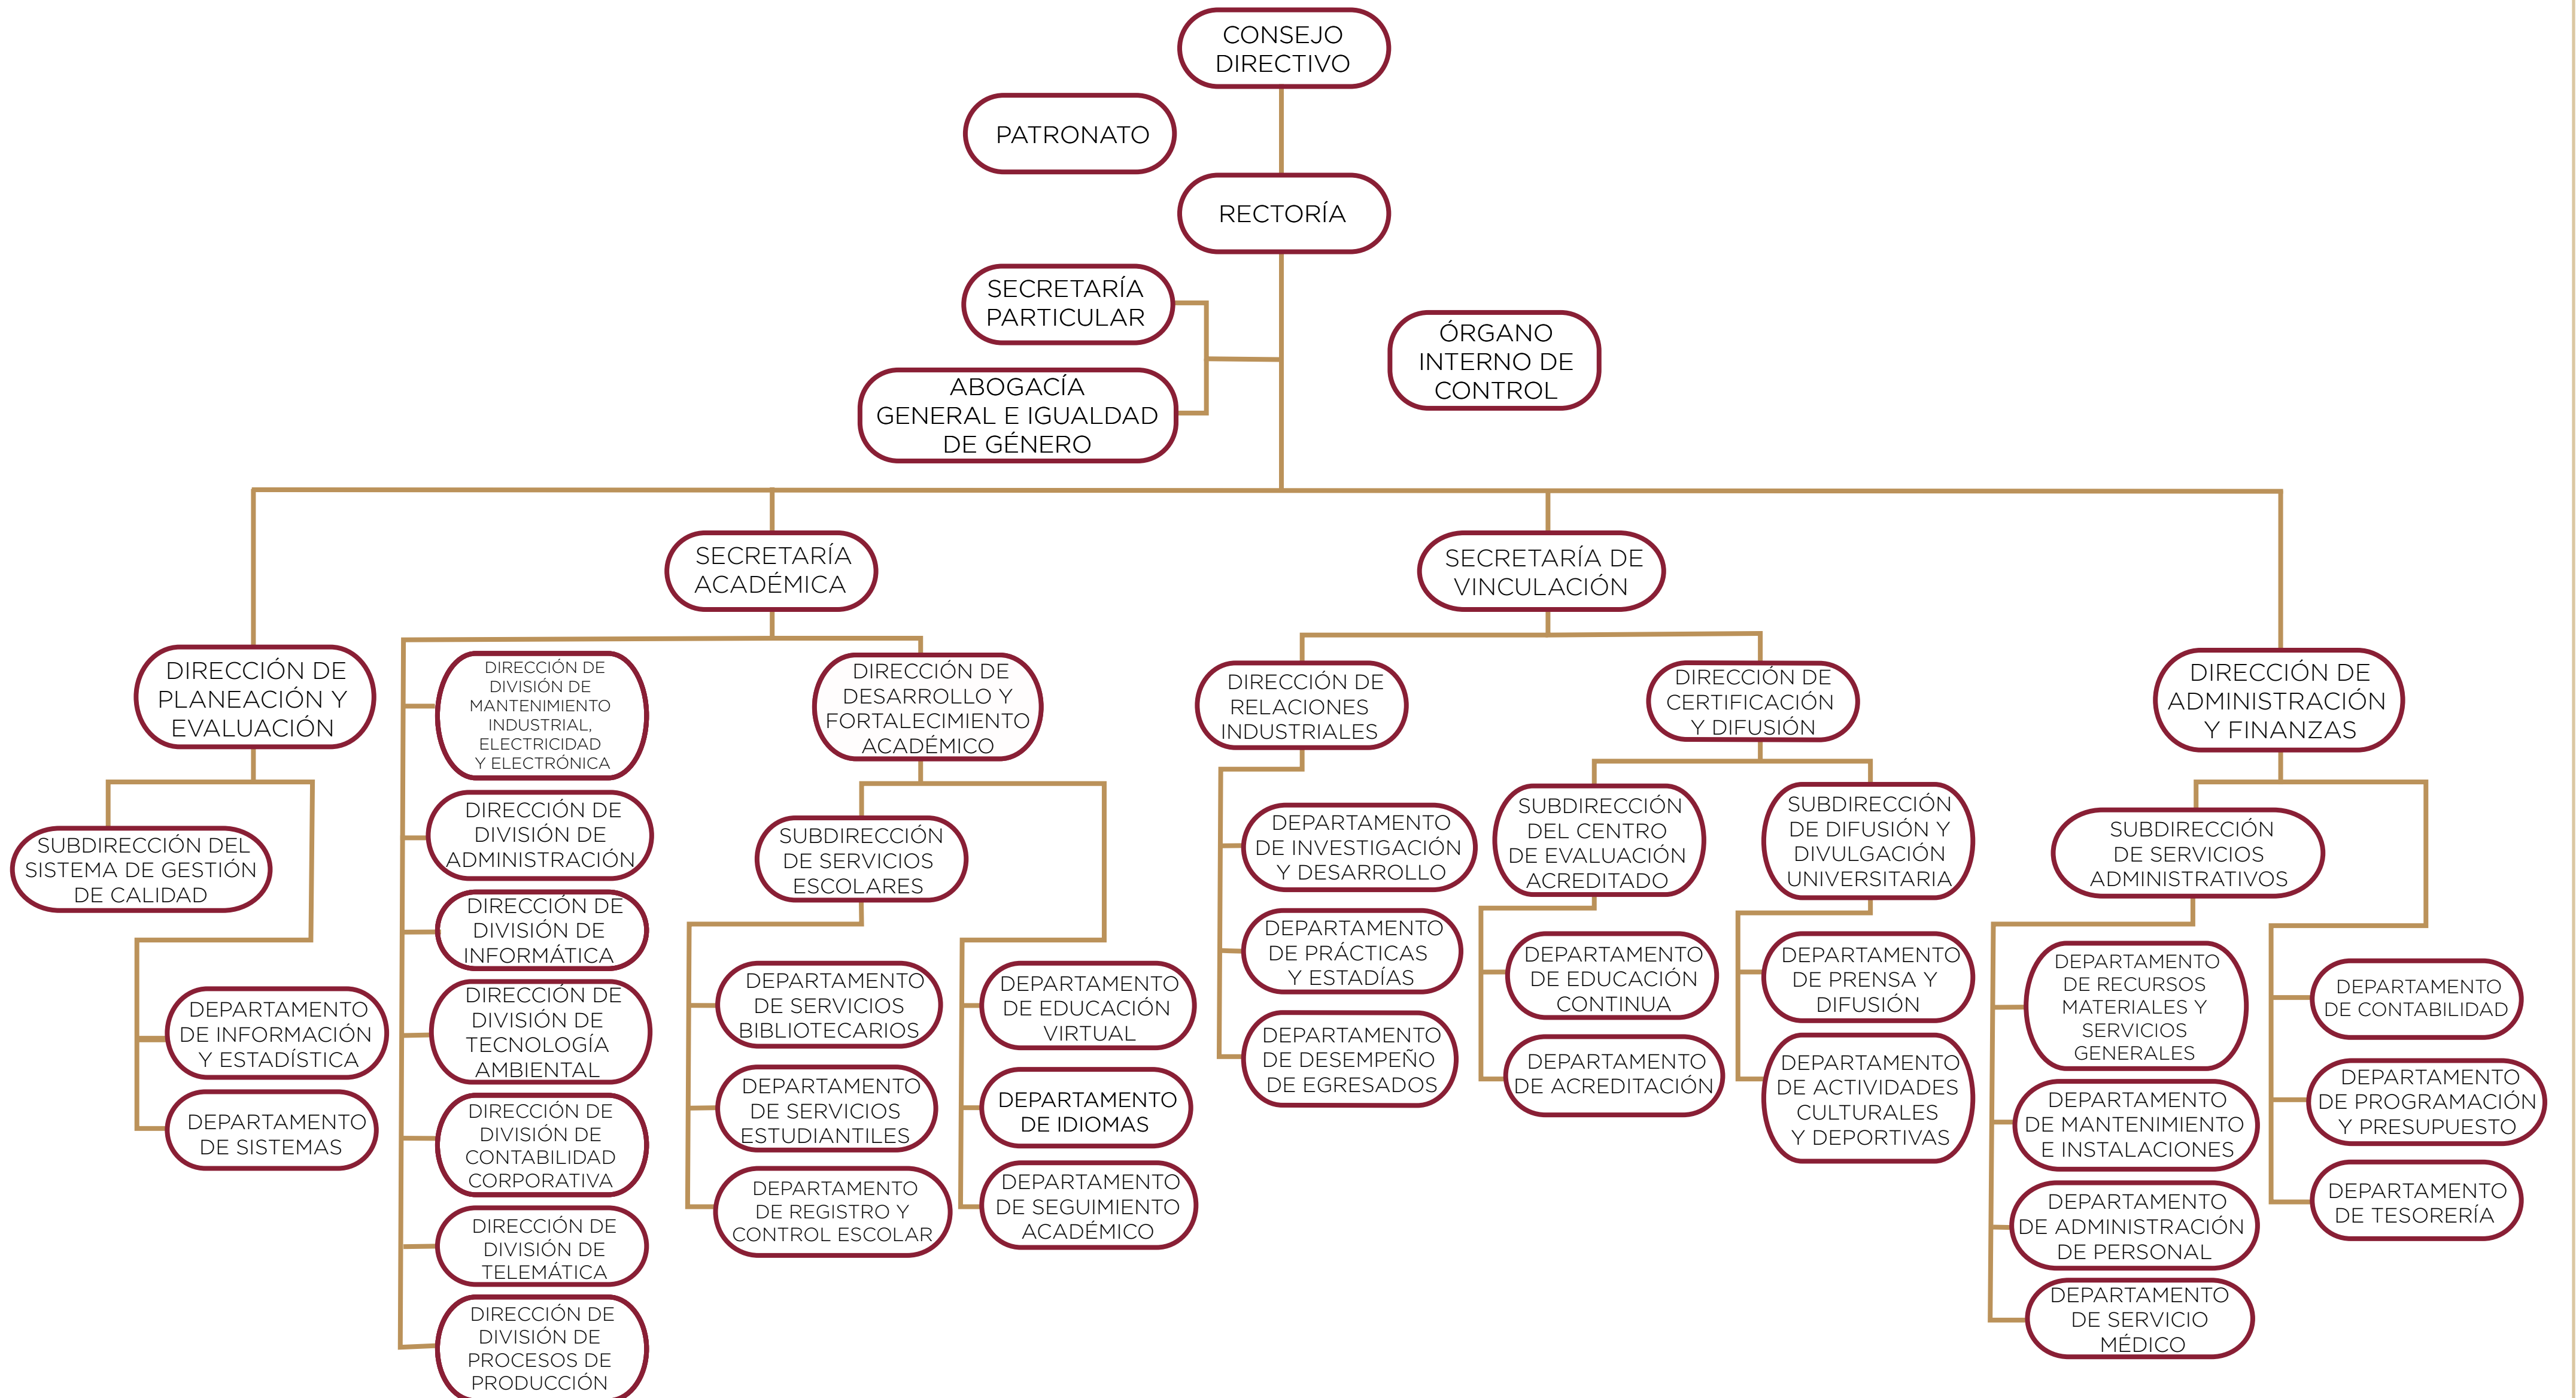 CONSEJO
DIRECTIVO
PATRONATO
RECTORÍA
SECRETARÍA
PARTICULAR
ABOGACÍA
GENERAL E IGUALDAD
DE GÉNERO
ÓRGANO
INTERNO DE
CONTROL
SECRETARÍA
ACADÉMICA
SECRETARÍA DE
VINCULACIÓN
DIRECCIÓN DE
PLANEACIÓN Y
EVALUACIÓN
SUBDIRECCIÓN DEL
SISTEMA DE GESTIÓN
DE CALIDAD
DEPARTAMENTO
DE INFORMACIÓN
Y ESTADÍSTICA
DEPARTAMENTO
DE SISTEMAS
DIRECCIÓN DE
DIVISIÓN DE
MANTENIMIENTO
INDUSTRIAL,
ELECTRICIDAD
Y ELECTRÓNICA
DIRECCIÓN DE
DIVISIÓN DE
ADMINISTRACIÓN
DIRECCIÓN DE
DIVISIÓN DE
INFORMÁTICA
DIRECCIÓN DE
DIVISIÓN DE
TECNOLOGÍA
AMBIENTAL
DIRECCIÓN DE
DIVISIÓN DE
CONTABILIDAD
CORPORATIVA
DIRECCIÓN DE
DIVISIÓN DE
TELEMÁTICA
DIRECCIÓN DE
DIVISIÓN DE
PROCESOS DE
PRODUCCIÓN
DIRECCIÓN DE
DESARROLLO Y
FORTALECIMIENTO
ACADÉMICO
SUBDIRECCIÓN
DE SERVICIOS
ESCOLARES
DEPARTAMENTO
DE SERVICIOS
BIBLIOTECARIOS
DEPARTAMENTO
DE SERVICIOS
ESTUDIANTILES
DEPARTAMENTO
DE REGISTRO Y
CONTROL ESCOLAR
DEPARTAMENTO
DE EDUCACIÓN
VIRTUAL
DEPARTAMENTO
DE IDIOMAS
DEPARTAMENTO
DE SEGUIMIENTO
ACADÉMICO
DIRECCIÓN DE
RELACIONES
INDUSTRIALES
DEPARTAMENTO
DE INVESTIGACIÓN
Y DESARROLLO
DEPARTAMENTO
DE PRÁCTICAS
Y ESTADÍAS
DEPARTAMENTO
DE DESEMPEÑO
DE EGRESADOS
DIRECCIÓN DE
CERTIFICACIÓN
Y DIFUSIÓN
SUBDIRECCIÓN
DEL CENTRO
DE EVALUACIÓN
ACREDITADO
DEPARTAMENTO
DE EDUCACIÓN
CONTINUA
DEPARTAMENTO
DE ACREDITACIÓN
SUBDIRECCIÓN
DE DIFUSIÓN Y
DIVULGACIÓN
UNIVERSITARIA
DEPARTAMENTO
DE PRENSA Y
DIFUSIÓN
DEPARTAMENTO
DE ACTIVIDADES
CULTURALES
Y DEPORTIVAS
DIRECCIÓN DE
ADMINISTRACIÓN
Y FINANZAS
SUBDIRECCIÓN
DE SERVICIOS
ADMINISTRATIVOS
DEPARTAMENTO
DE RECURSOS
MATERIALES Y
SERVICIOS
GENERALES
DEPARTAMENTO
DE MANTENIMIENTO
E INSTALACIONES
DEPARTAMENTO
DE ADMINISTRACIÓN
DE PERSONAL
DEPARTAMENTO
DE SERVICIO
MÉDICO
DEPARTAMENTO
DE CONTABILIDAD
DEPARTAMENTO
DE PROGRAMACIÓN
Y PRESUPUESTO
DEPARTAMENTO
DE TESORERÍA